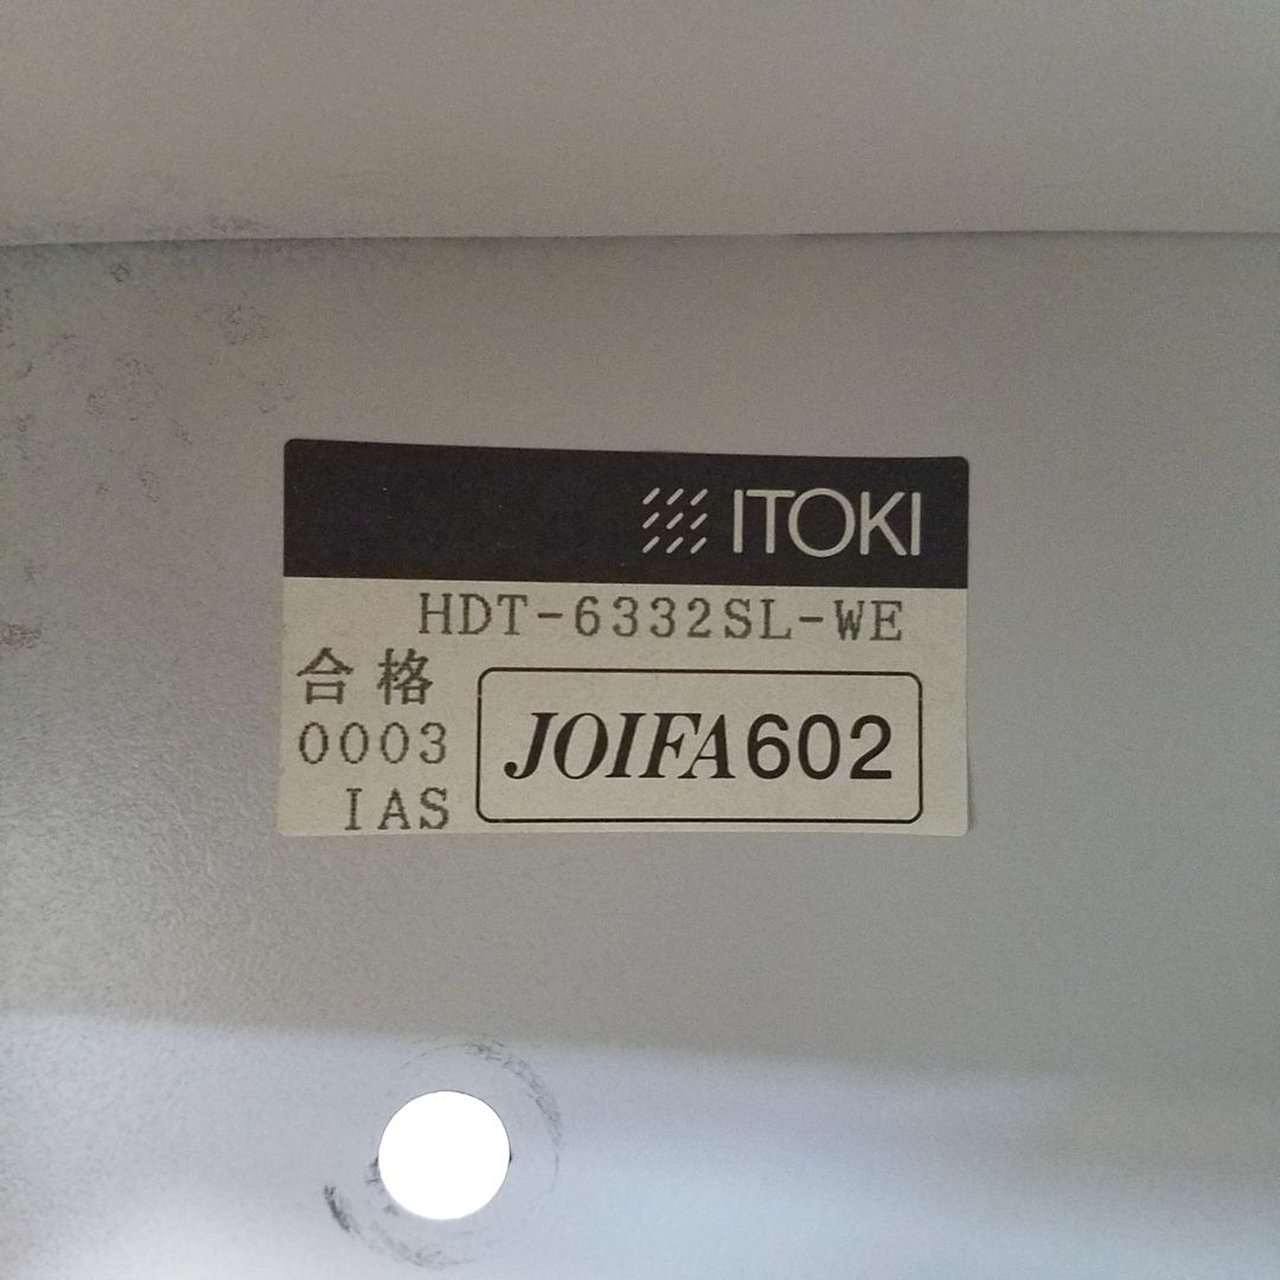 ITOKI
HDT-6332SL-WE
合格
0003
IAS
JOIFA602